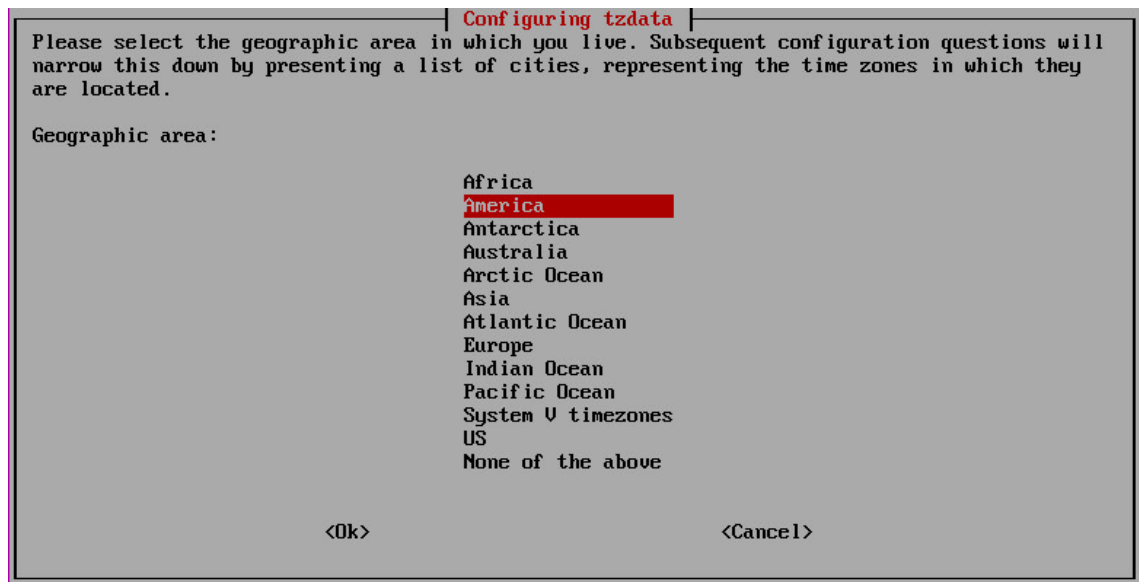 Configuring tzdata
Please select the geographic area in which you live. Subsequent configuration questions will
narrow this down by presenting a list of cities, representing the time zones in which they
are located.
Geographic area:
Africa
America
Antarctica
Australia
Arctic Ocean
Asia
Atlantic Ocean
Europe
Indian Ocean
Pacific Ocean
System V timezones
US
None of the above
<Ok> <Cancel>